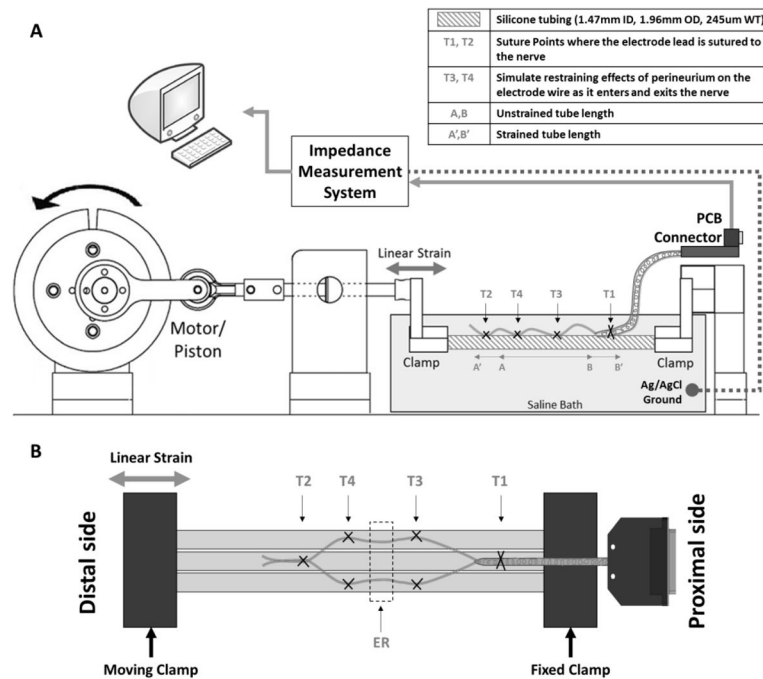 A
Silicone tubing (1.47mm ID, 1.96mm OD, 245um WT)
T1, T2
Suture Points where the electrode lead is sutured to
the nerve
T3, T4
Simulate restraining effects of perineurium on the
electrode wire as it enters and exits the nerve
A,B
Unstrained tube length
A',B'
Strained tube length
Impedance
Measurement
System
PCB
Connector
Linear Strain
Motor/
Piston
T2
T4
T3
T1
Clamp
Clamp
A'
A
B
B'
Ag/AgCl
Ground
Saline Bath
B
Linear Strain
T2
T4
T3
T1
Distal side
Proximal side
ER
Moving Clamp
Fixed Clamp